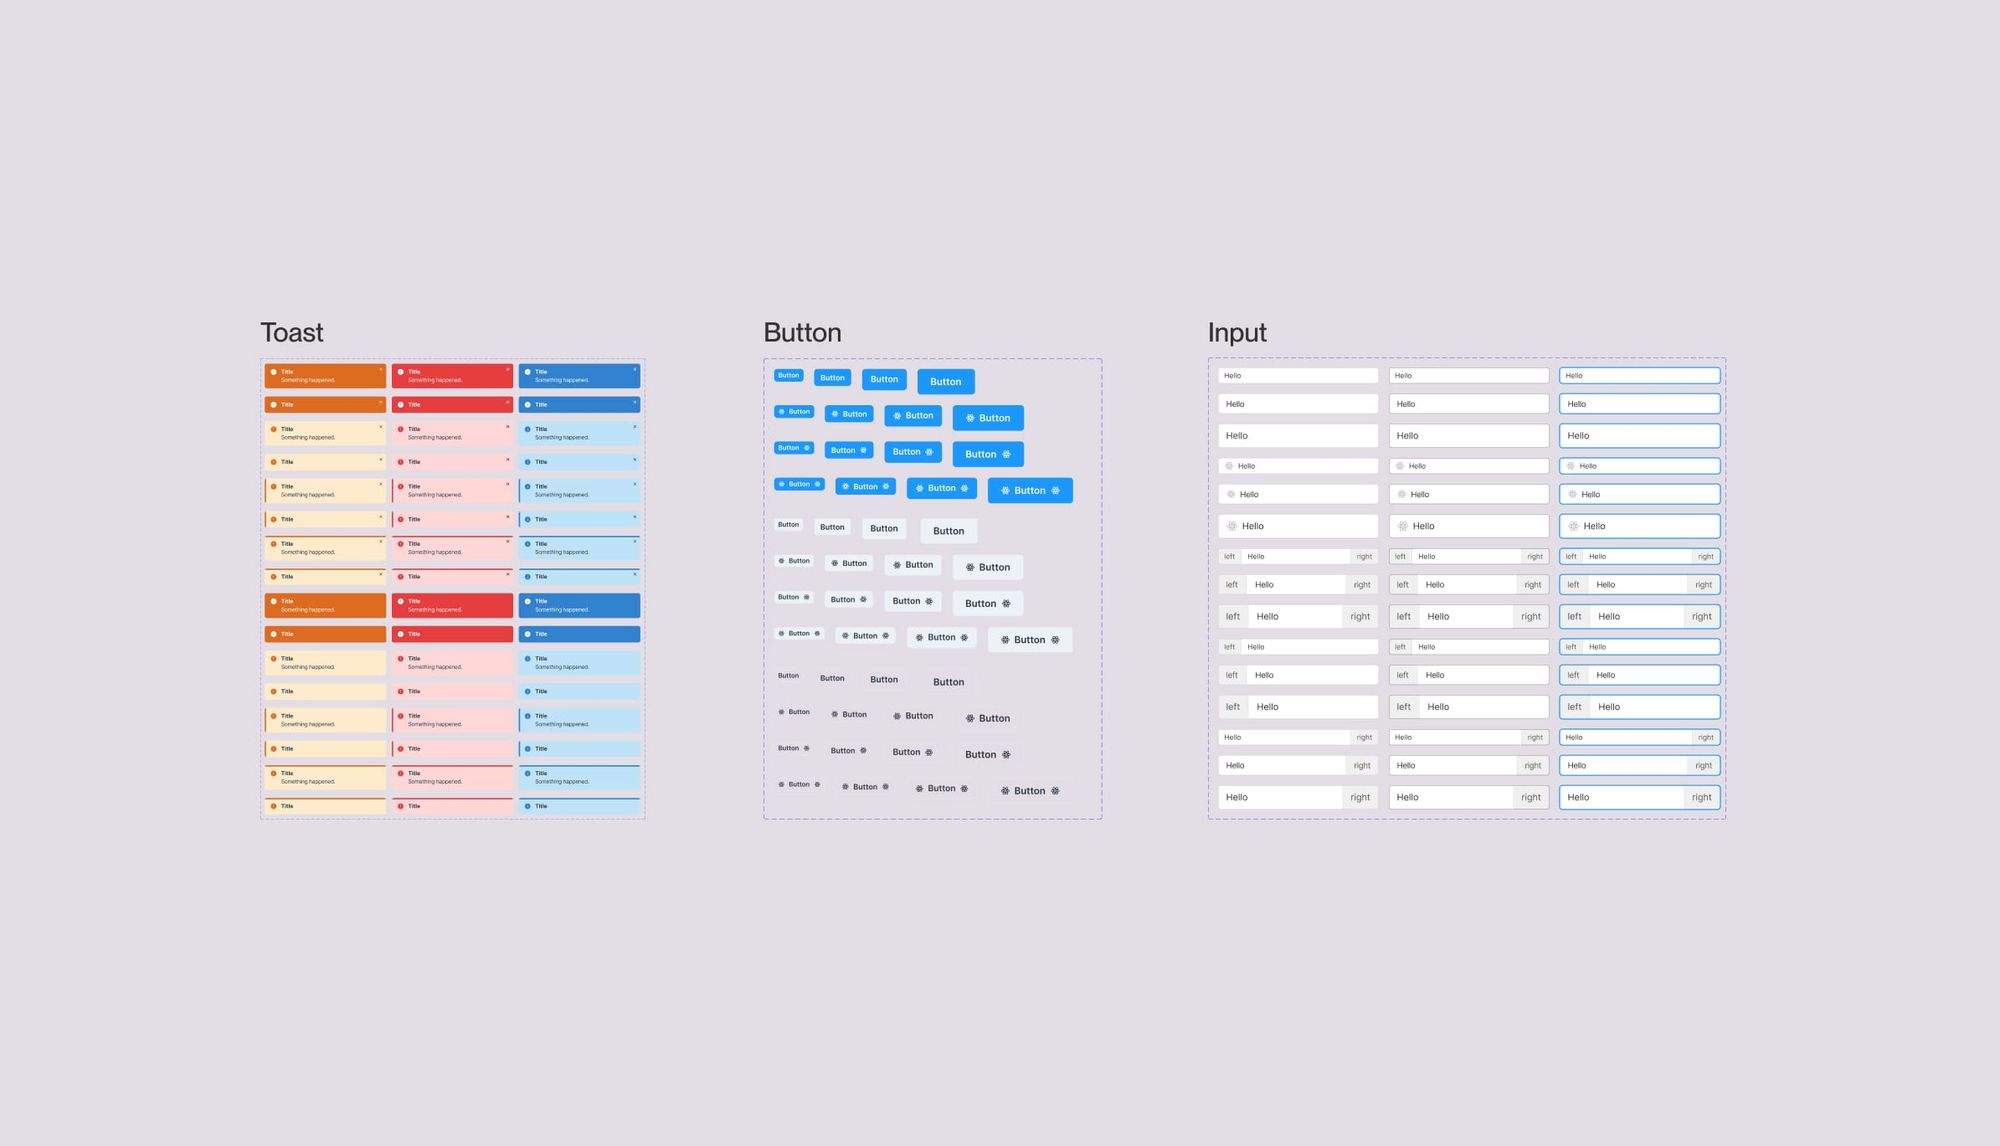 Toast
Title Title Title
Something happened. Something happened. Something happened.
Title Title Title
Title Title Title
Something happened. Something happened. Something happened.
Title Title Title
Title Title Title
Something happened. Something happened. Something happened.
Title Title Title
Title Title Title
Something happened. Something happened. Something happened.
Title Title Title
Title Title Title
Something happened. Something happened. Something happened.
Title Title Title
Title Title Title
Something happened. Something happened. Something happened.
Title Title Title
Title Title Title
Something happened. Something happened. Something happened.
Title Title Title
Title Title Title
Something happened. Something happened. Something happened.
Title Title Title
Button
Button Button Button Button
Button Button Button Button
Button Button Button Button
Button Button Button Button
Button Button Button Button
Button Button Button Button
Button Button Button Button
Button Button Button Button
Button Button Button Button
Button Button Button Button
Button Button Button Button
Button Button Button Button
Input
Hello Hello Hello
Hello Hello Hello
Hello Hello Hello
Hello Hello Hello
Hello Hello Hello
Hello Hello Hello
left Hello right left Hello right left Hello right
left Hello right left Hello right left Hello right
left Hello right left Hello right left Hello right
left Hello left Hello left Hello
left Hello left Hello left Hello
left Hello left Hello left Hello
Hello right Hello right Hello right
Hello right Hello right Hello right
Hello right Hello right Hello right